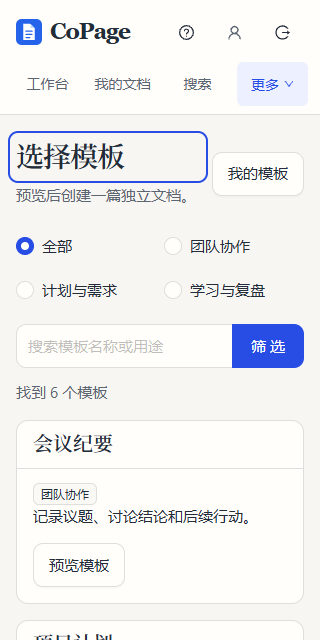 CoPage
工作台 我的文档 搜索 更多
选择模板
我的模板
预览后创建一篇独立文档。
全部 团队协作
计划与需求 学习与复盘
搜索模板名称或用途 筛 选
找到 6 个模板
会议纪要
团队协作
记录议题、讨论结论和后续行动。
预览模板
项目计划